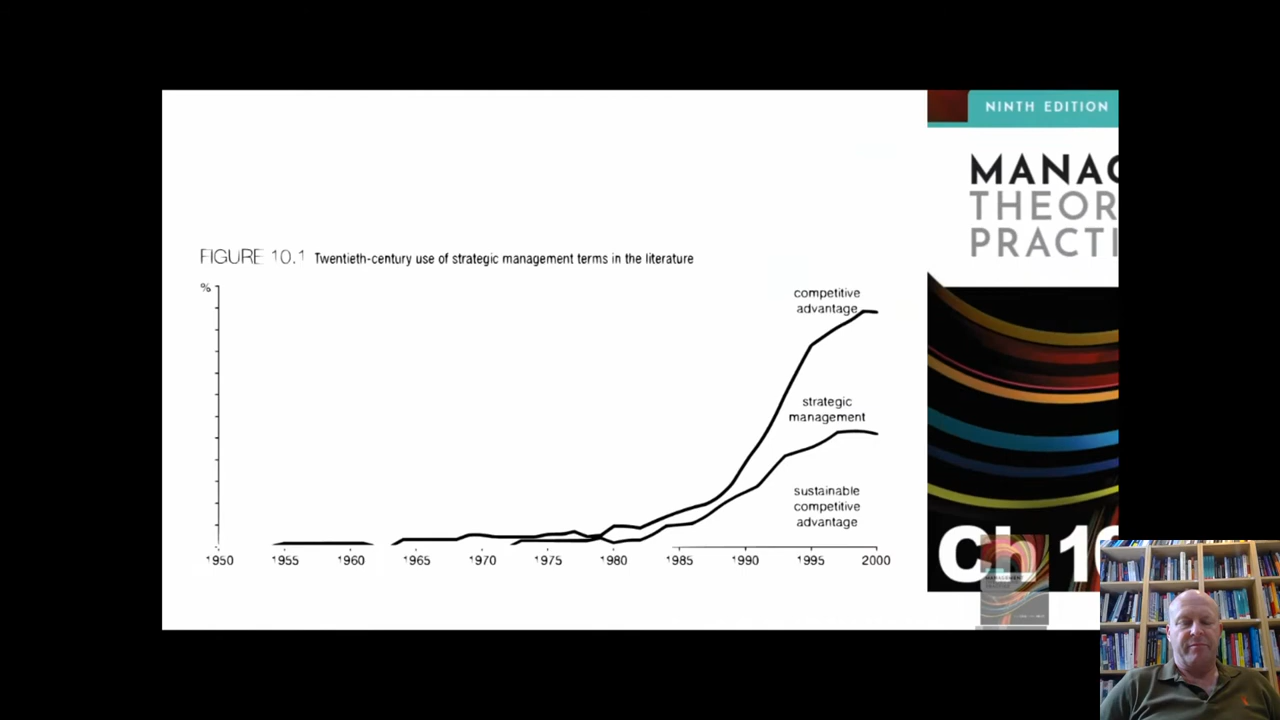 NINTH EDITION
MANAG
THEOR
PRACTI
FIGURE 10.1 Twentieth-century use of strategic management terms in the literature
%
competitive
advantage
strategic
management
sustainable
competitive
advantage
1950 1955 1960 1965 1970 1975 1980 1985 1990 1995 2000
Ch 10